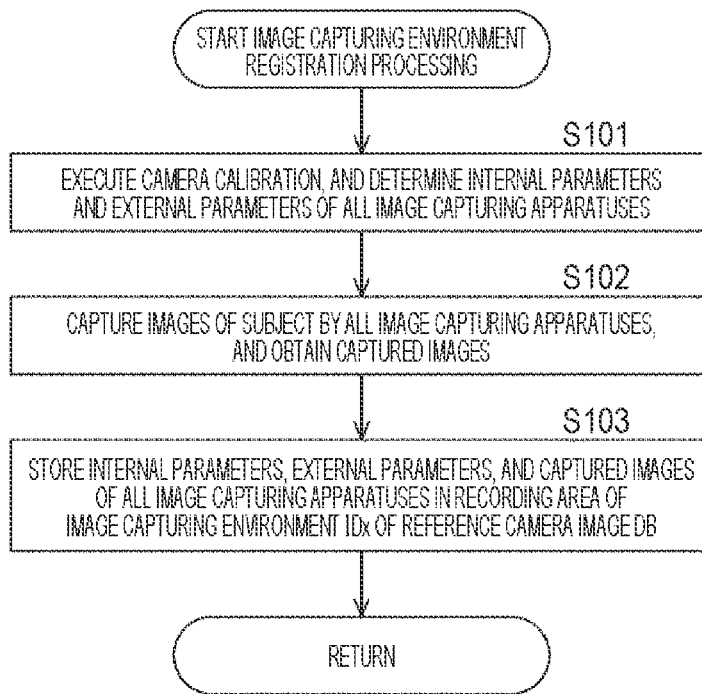 START IMAGE CAPTURING ENVIRONMENT
REGISTRATION PROCESSING
S101
EXECUTE CAMERA CALIBRATION, AND DETERMINE INTERNAL PARAMETERS
AND EXTERNAL PARAMETERS OF ALL IMAGE CAPTURING APPARATUSES
S102
CAPTURE IMAGES OF SUBJECT BY ALL IMAGE CAPTURING APPARATUSES,
AND OBTAIN CAPTURED IMAGES
S103
STORE INTERNAL PARAMETERS, EXTERNAL PARAMETERS, AND CAPTURED IMAGES
OF ALL IMAGE CAPTURING APPARATUSES IN RECORDING AREA OF
IMAGE CAPTURING ENVIRONMENT IDx OF REFERENCE CAMERA IMAGE DB
RETURN